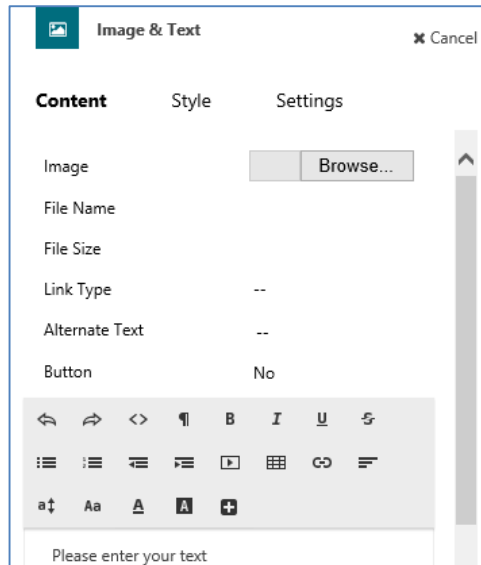 Image & Text
✖ Cancel
Content Style Settings
Image Browse...
File Name
File Size
Link Type --
Alternate Text --
Button No
<> ¶ B I U S
a Aa A A
Please enter your text